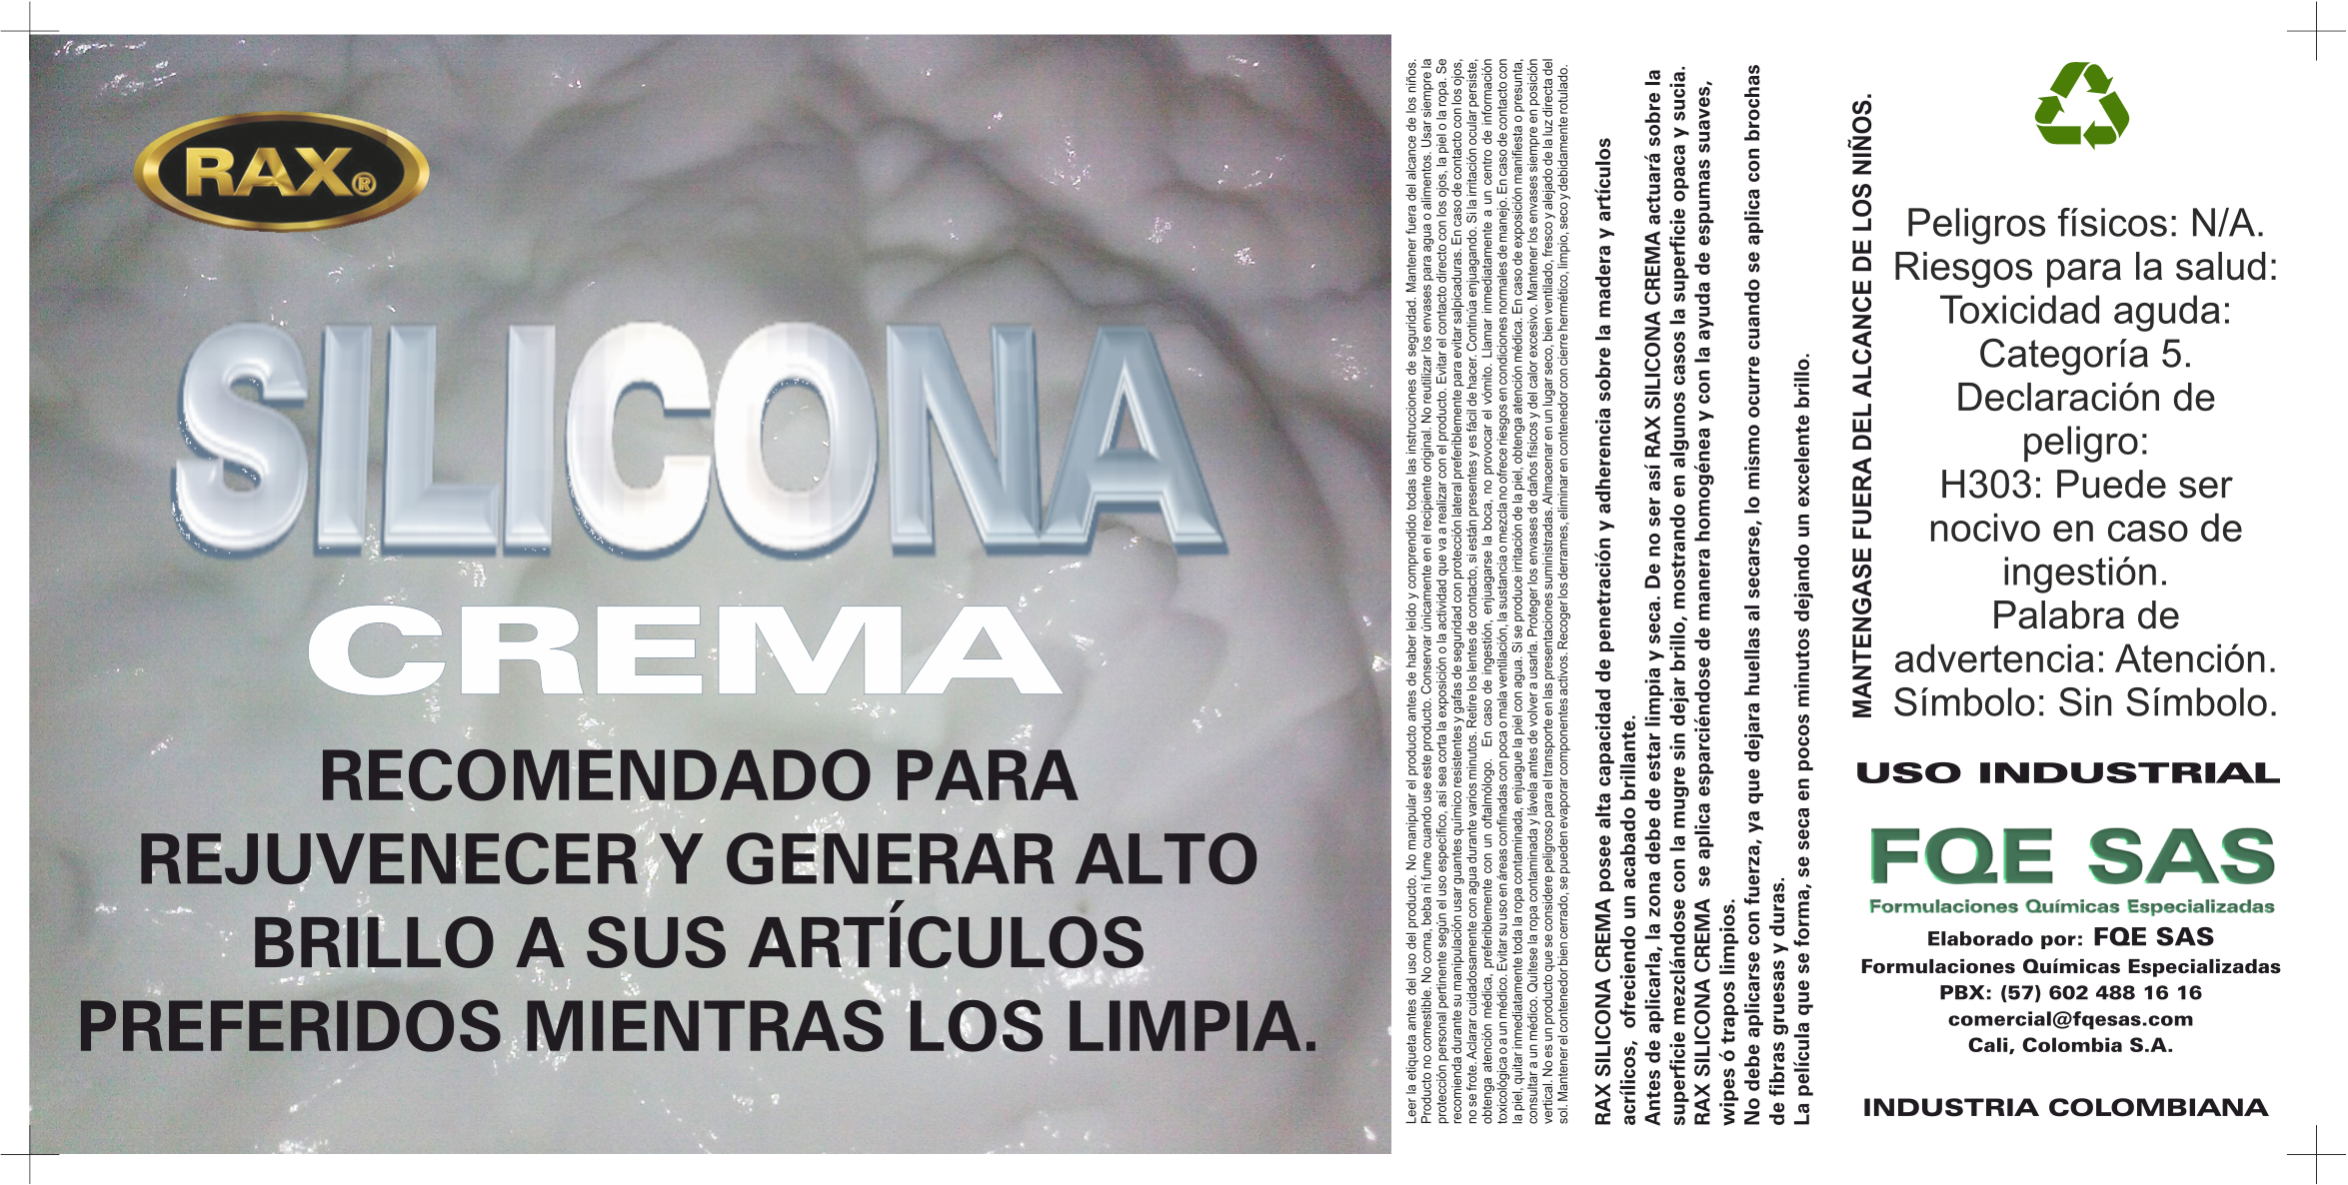 RAX®
SILICONA
CREMA
RECOMENDADO PARA
REJUVENECER Y GENERAR ALTO
BRILLO A SUS ARTÍCULOS
PREFERIDOS MIENTRAS LOS LIMPIA.
Leer la etiqueta antes del uso del producto. No manipular el producto antes de haber leido y comprendido todas las instrucciones de seguridad. Mantener fuera del alcance de los niños.
Producto no comestible. No coma, beba ni fume cuando use este producto. Conservar únicamente en el recipiente original. No reutilizar los envases para agua o alimentos. Usar siempre la
protección personal pertinente según el uso especifico, así sea corta la exposición o la actividad que va a realizar con el producto. Evitar el contacto directo con los ojos, la piel o la ropa. Se
recomienda durante su manipulación usar guantes químico resistentes y gafas de seguridad con protección lateral preferiblemente para evitar salpicaduras. En caso de contacto con los ojos,
no se frote. Aclarar cuidadosamente con agua durante varios minutos. Retire los lentes de contacto, si están presentes y es fácil de hacer. Continúa enjuagando. Si la irritación ocular persiste,
obtenga atención médica, preferiblemente con un oftalmólogo. En caso de ingestión, enjuagarse la boca, no provocar el vómito. Llamar inmediatamente a un centro de información
toxicológica o a un médico. Evitar su uso en áreas confinadas con poca o mala ventilación, la sustancia o mezcla no ofrece riesgos en condiciones normales de manejo. En caso de contacto con
la piel, quitar inmediatamente toda la ropa contaminada, enjuague la piel con agua. Si se produce irritación de la piel, obtenga atención médica. En caso de exposición manifiesta o presunta,
consultar a un médico. Quítese la ropa contaminada y lávela antes de volver a usarla. Proteger los envases de daños físicos y del calor excesivo. Mantener los envases siempre en posición
vertical. No es un producto que se considere peligroso para el transporte en las presentaciones suministradas. Almacenar en un lugar seco, bien ventilado, fresco y alejado de la luz directa del
sol. Mantener el contenedor bien cerrado, se pueden evaporar componentes activos. Recoger los derrames, eliminar en contenedor con cierre hermético, limpio, seco y debidamente rotulado.
RAX SILICONA CREMA posee alta capacidad de penetración y adherencia sobre la madera y artículos
acrílicos, ofreciendo un acabado brillante.
Antes de aplicarla, la zona debe de estar limpia y seca. De no ser así RAX SILICONA CREMA actuará sobre la
superficie mezclándose con la mugre sin dejar brillo, mostrando en algunos casos la superficie opaca y sucia.
RAX SILICONA CREMA se aplica esparciéndose de manera homogénea y con la ayuda de espumas suaves,
wipes ó trapos limpios.
No debe aplicarse con fuerza, ya que dejara huellas al secarse, lo mismo ocurre cuando se aplica con brochas
de fibras gruesas y duras.
La película que se forma, se seca en pocos minutos dejando un excelente brillo.
MANTENGASE FUERA DEL ALCANCE DE LOS NIÑOS.
Peligros físicos: N/A.
Riesgos para la salud:
Toxicidad aguda:
Categoría 5.
Declaración de
peligro:
H303: Puede ser
nocivo en caso de
ingestión.
Palabra de
advertencia: Atención.
Símbolo: Sin Símbolo.
USO INDUSTRIAL
FQE SAS
Formulaciones Químicas Especializadas
Elaborado por: FQE SAS
Formulaciones Químicas Especializadas
PBX: (57) 602 488 16 16
comercial@fqesas.com
Cali, Colombia S.A.
INDUSTRIA COLOMBIANA